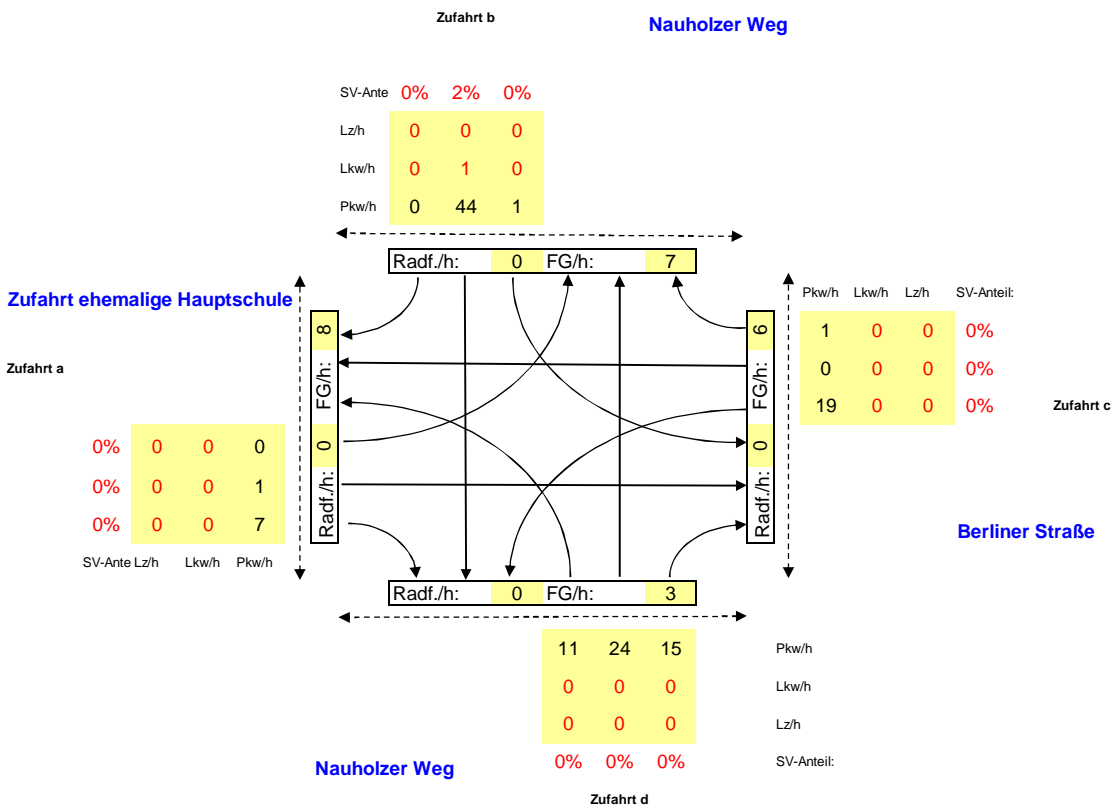 Zufahrt b
Nauholzer Weg
SV-Ante 0% 2% 0%
Lz/h 0 0 0
Lkw/h 0 1 0
Pkw/h 0 44 1
Radf./h: 0 FG/h: 7
Zufahrt ehemalige Hauptschule
Zufahrt a
Radf./h: 0 FG/h: 8
0% 0 0 0
0% 0 0 1
0% 0 0 7
SV-Ante Lz/h Lkw/h Pkw/h
Radf./h: 0 FG/h: 6
Pkw/h Lkw/h Lz/h SV-Anteil:
1 0 0 0%
0 0 0 0%
19 0 0 0%
Zufahrt c
Berliner Straße
Radf./h: 0 FG/h: 3
11 24 15 Pkw/h
0 0 0 Lkw/h
0 0 0 Lz/h
0% 0% 0% SV-Anteil:
Nauholzer Weg
Zufahrt d